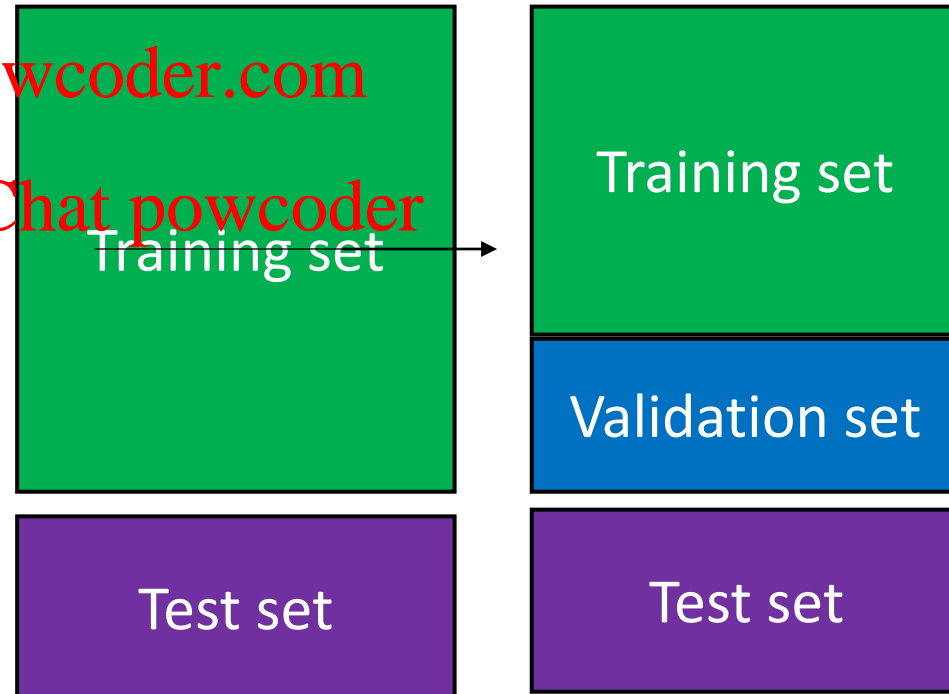 wcoder.com
Chat powcoder
Training set
Test set
Training set
Validation set
Test set